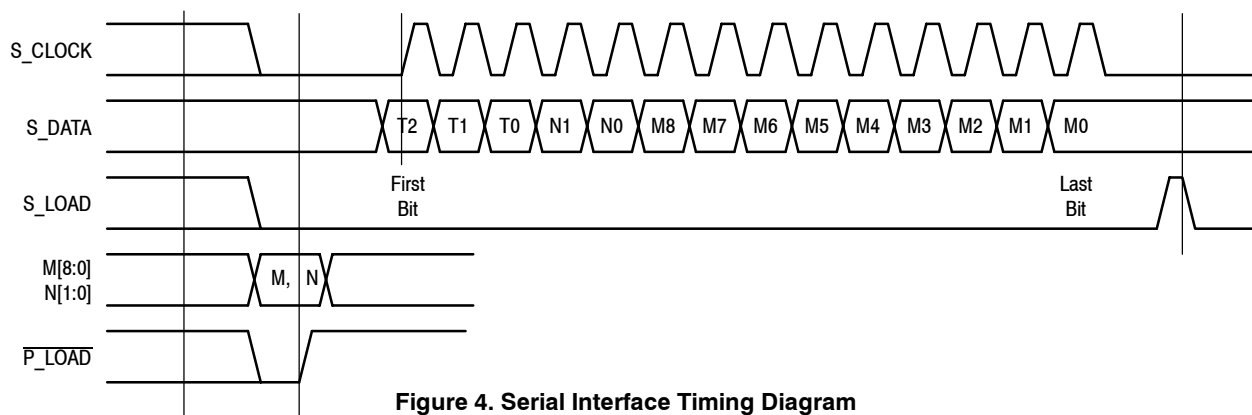 S_CLOCK
S_DATA
T2 T1 T0 N1 N0 M8 M7 M6 M5 M4 M3 M2 M1 M0
First
Bit
Last
Bit
S_LOAD
M[8:0]
N[1:0]
M, N
P_LOAD
Figure 4. Serial Interface Timing Diagram